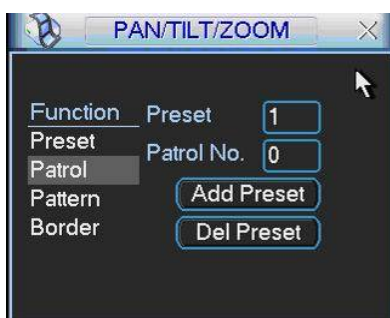 PAN/TILT/ZOOM
Function Preset 1
Preset
Patrol No. 0
Patrol
Pattern Add Preset
Border Del Preset